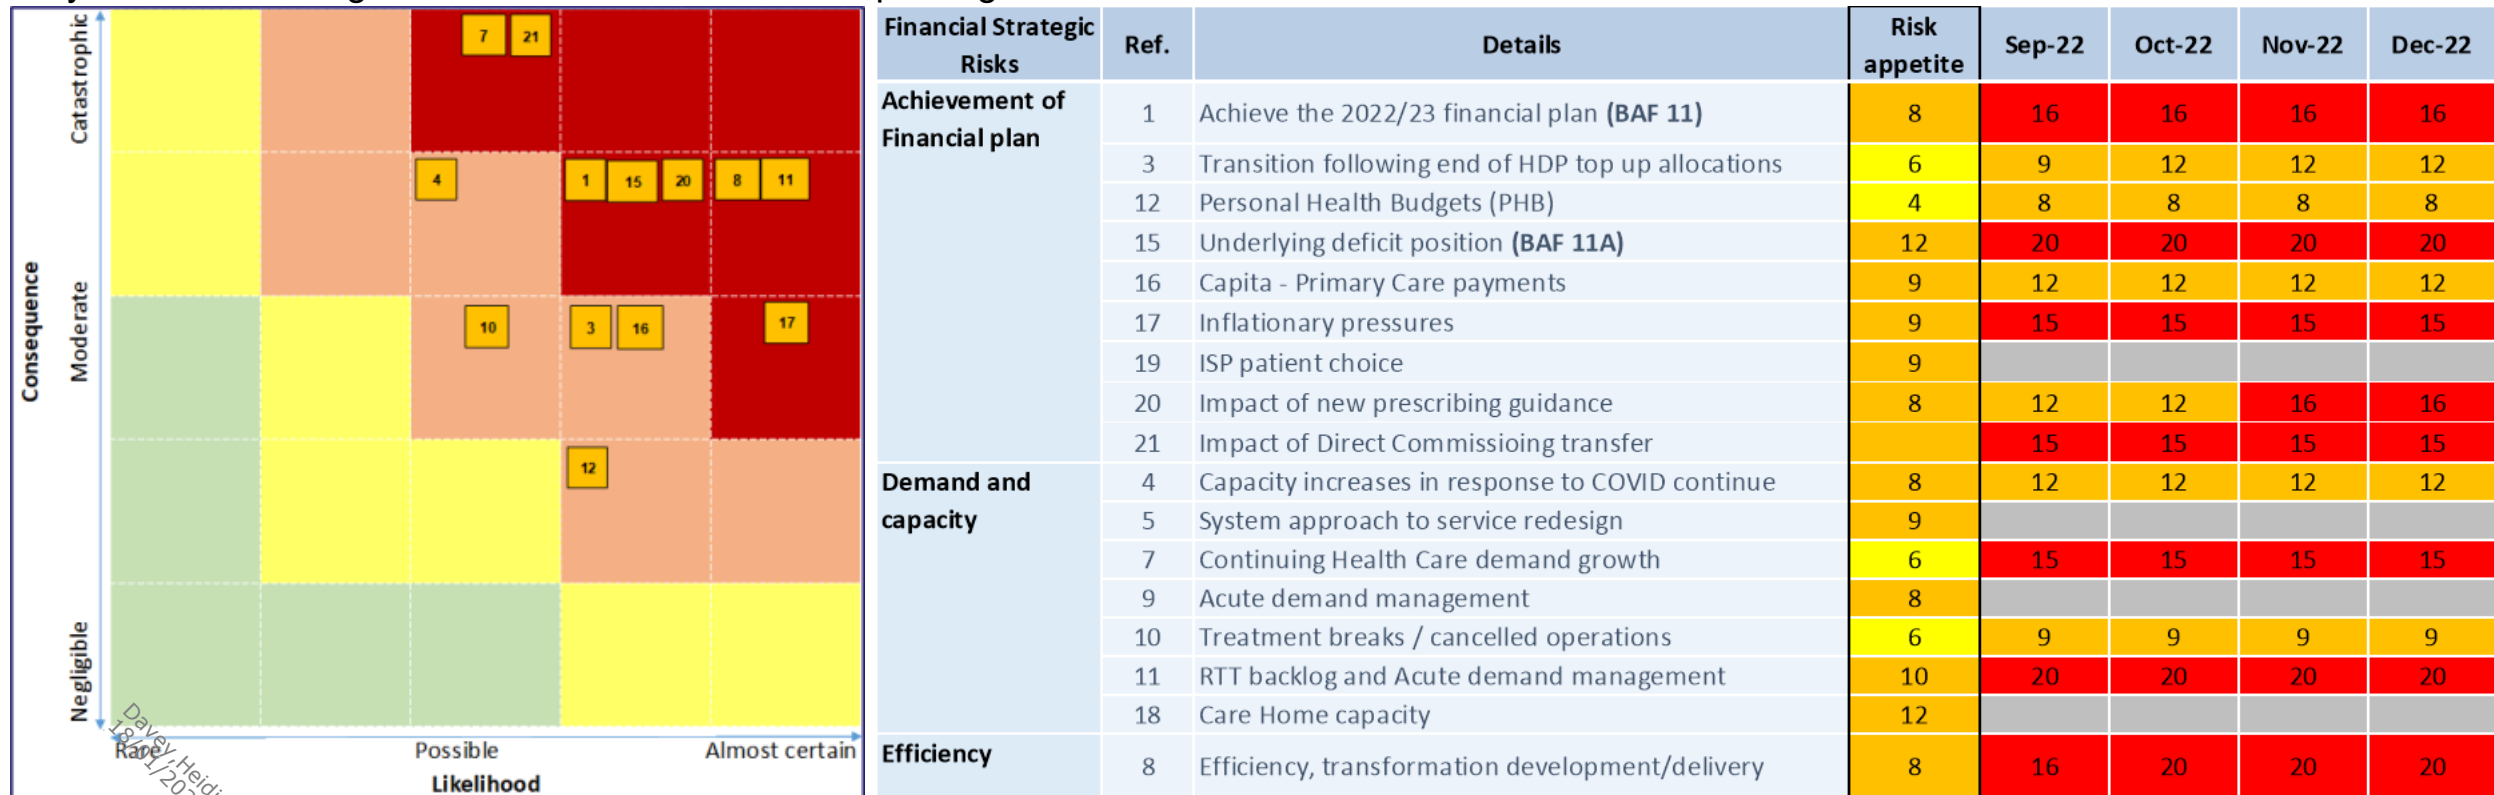 Catastrophic
Moderate
Negligible
Consequence
7 21
4 1 15 20 8 11
10 3 16 17
12
Rare Possible Almost certain
Likelihood
Davey, Heidi
Financial Strategic Risks Ref. Details Risk appetite Sep-22 Oct-22 Nov-22 Dec-22
Achievement of Financial plan
1 Achieve the 2022/23 financial plan (BAF 11) 8 16 16 16 16
3 Transition following end of HDP top up allocations 6 9 12 12 12
12 Personal Health Budgets (PHB) 4 8 8 8 8
15 Underlying deficit position (BAF 11A) 12 20 20 20 20
16 Capita - Primary Care payments 9 12 12 12 12
17 Inflationary pressures 9 15 15 15 15
19 ISP patient choice 9
20 Impact of new prescribing guidance 8 12 12 16 16
21 Impact of Direct Commissioing transfer 15 15 15 15
Demand and capacity
4 Capacity increases in response to COVID continue 8 12 12 12 12
5 System approach to service redesign 9
7 Continuing Health Care demand growth 6 15 15 15 15
9 Acute demand management 8
10 Treatment breaks / cancelled operations 6 9 9 9 9
11 RTT backlog and Acute demand management 10 20 20 20 20
18 Care Home capacity 12
Efficiency
8 Efficiency, transformation development/delivery 8 16 20 20 20